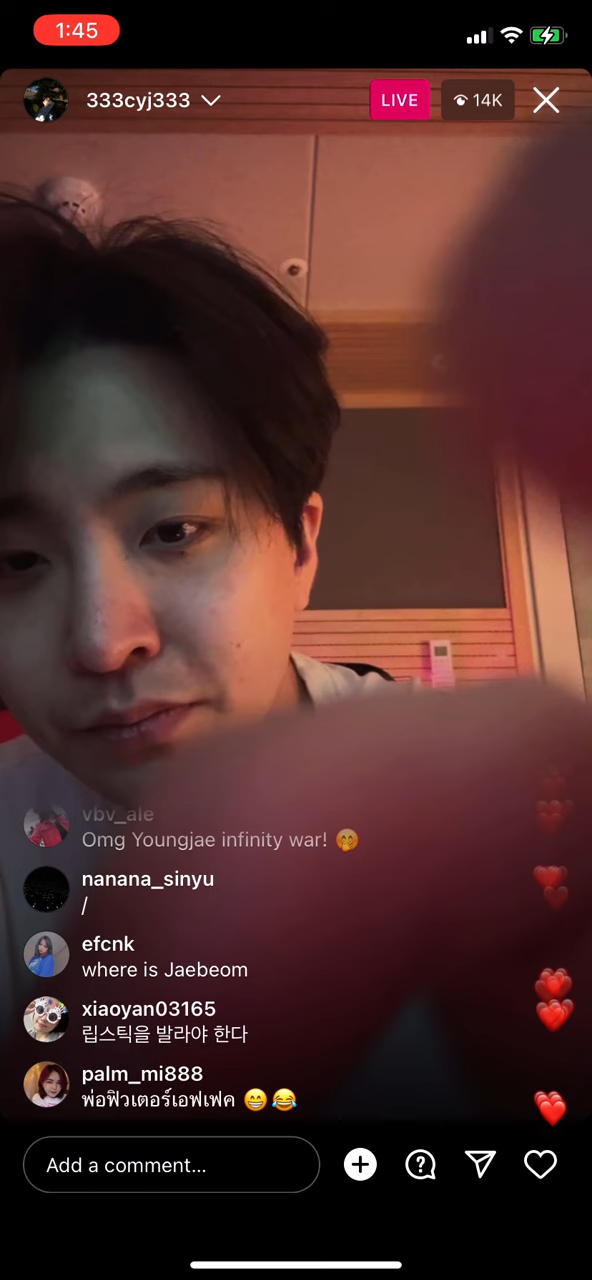 1:45
333cyj333
LIVE
14K
vbv_ale
Omg Youngjae infinity war! 🤭
nanana_sinyu
/
efcnk
where is Jaebeom
xiaoyan03165
립스틱을 발라야 한다
palm_mi888
พ่อฟิวเตอร์เอฟเฟค 😁😂
Add a comment...